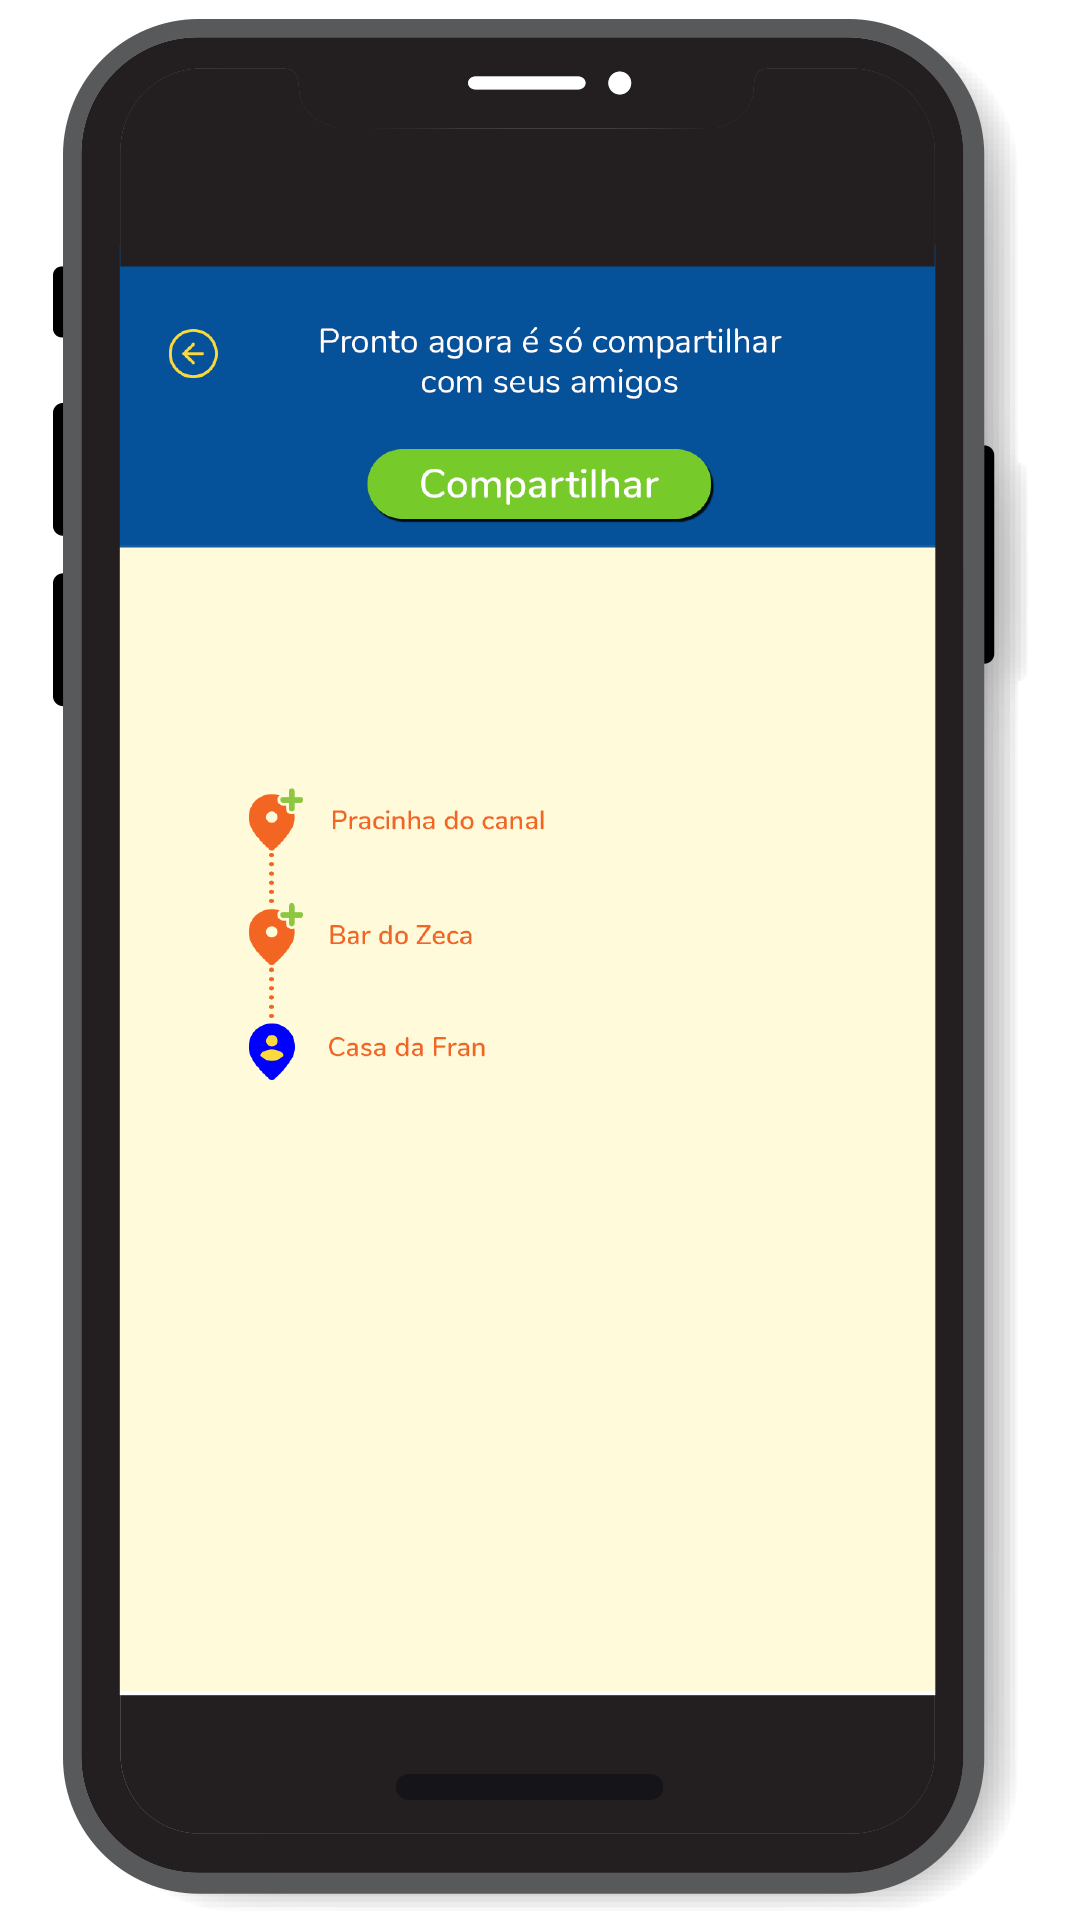 Pronto agora é só compartilhar
com seus amigos
Compartilhar
Pracinha do canal
Bar do Zeca
Casa da Fran